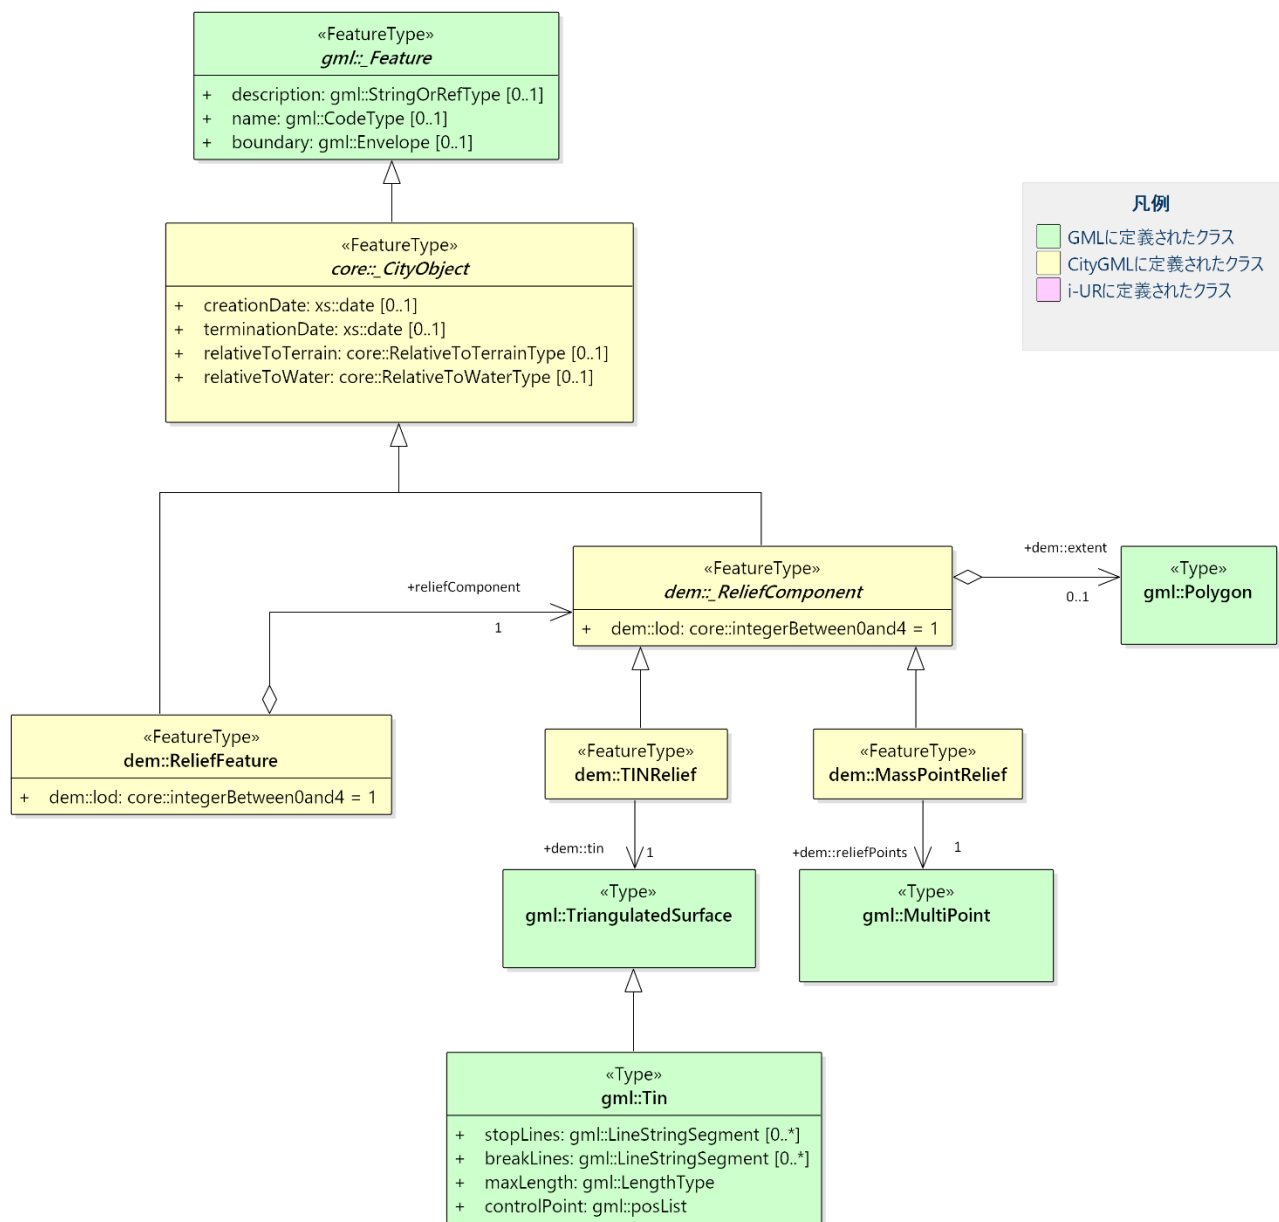 «FeatureType»
gml::_Feature
+ description: gml::StringOrRefType [0..1]
+ name: gml::CodeType [0..1]
+ boundary: gml::Envelope [0..1]
凡例
GMLに定義されたクラス
CityGMLに定義されたクラス
i-URに定義されたクラス
«FeatureType»
core::_CityObject
+ creationDate: xs::date [0..1]
+ terminationDate: xs::date [0..1]
+ relativeToTerrain: core::RelativeToTerrainType [0..1]
+ relativeToWater: core::RelativeToWaterType [0..1]
+reliefComponent
1
«FeatureType»
dem::_ReliefComponent
+ dem::lod: core::integerBetween0and4 = 1
+dem::extent
0..1
«Type»
gml::Polygon
«FeatureType»
dem::ReliefFeature
+ dem::lod: core::integerBetween0and4 = 1
«FeatureType»
dem::TINRelief
«FeatureType»
dem::MassPointRelief
+dem::tin
1
+dem::reliefPoints
1
«Type»
gml::TriangulatedSurface
«Type»
gml::MultiPoint
«Type»
gml::Tin
+ stopLines: gml::LineStringSegment [0..*]
+ breakLines: gml::LineStringSegment [0..*]
+ maxLength: gml::LengthType
+ controlPoint: gml::posList